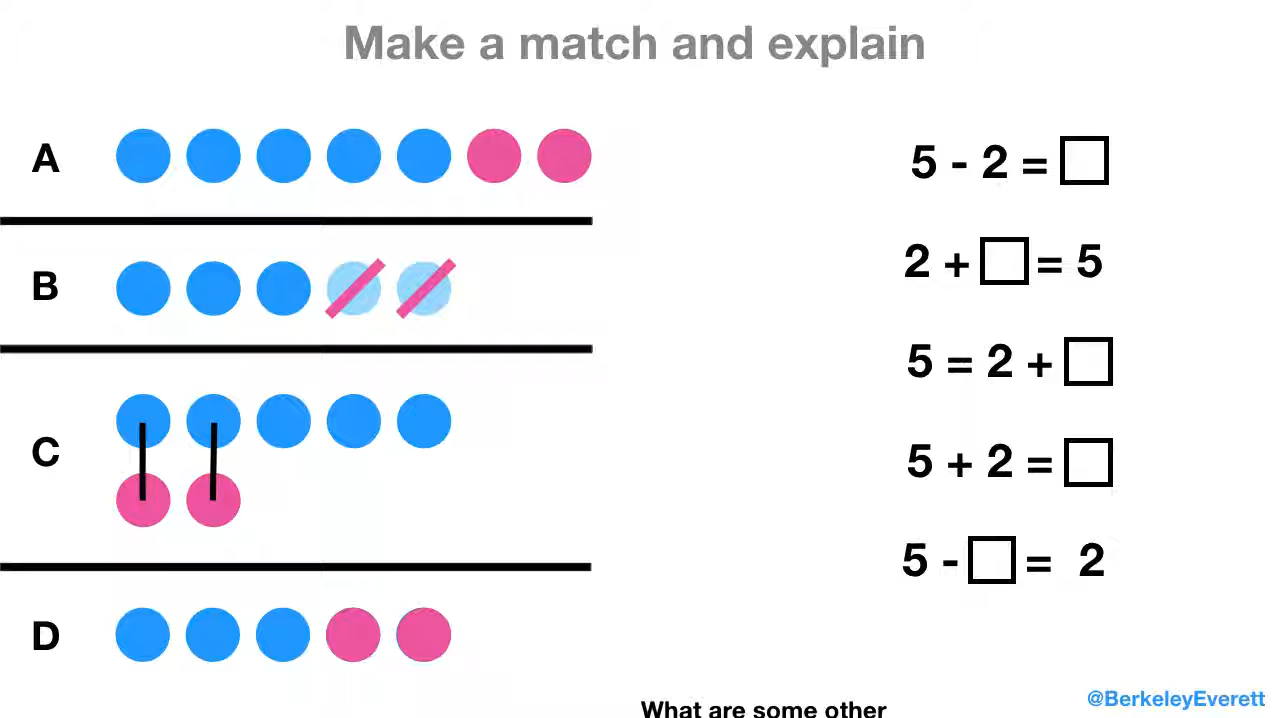 Make a match and explain
A
5 - 2 = □
B
2 + □ = 5
5 = 2 + □
C
5 + 2 = □
5 - □ = 2
D
@BerkeleyEverett
What are some other